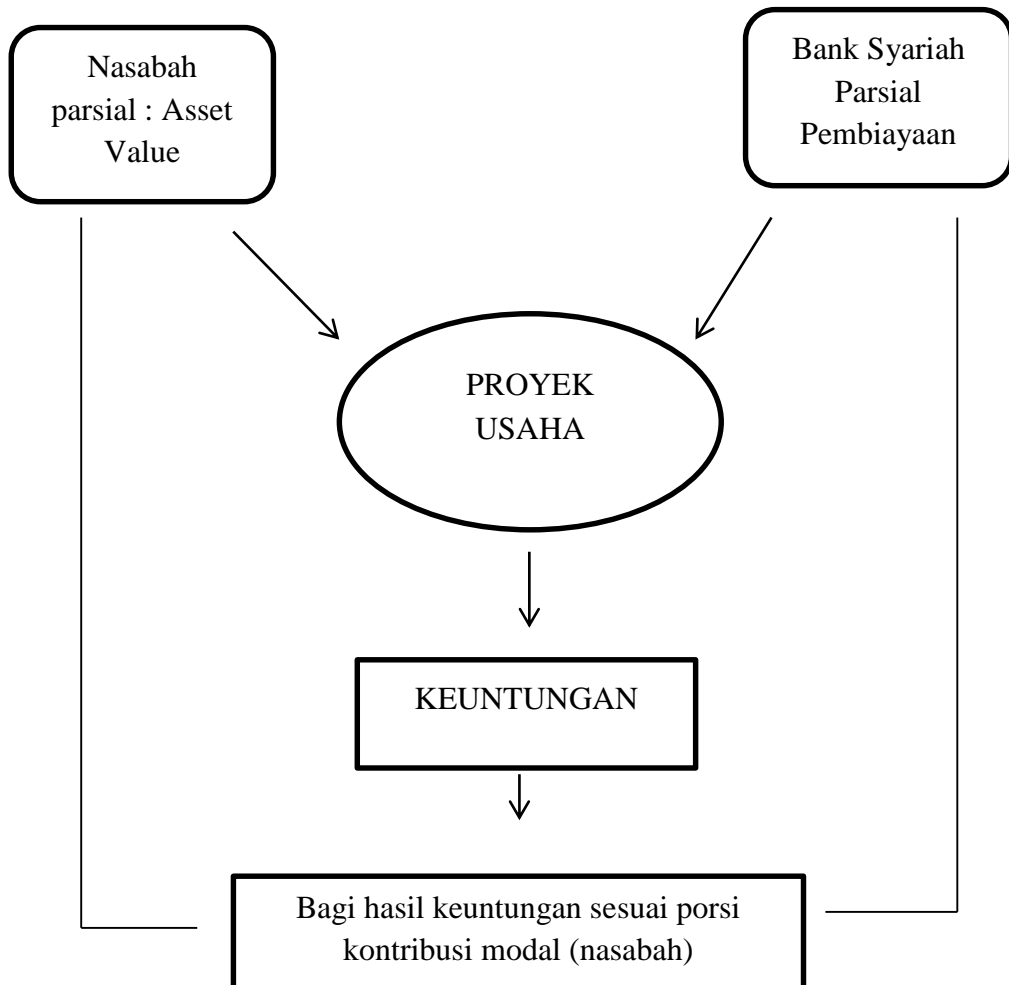 Nasabah
parsial : Asset
Value
Bank Syariah
Parsial
Pembiayaan
PROYEK
USAHA
KEUNTUNGAN
Bagi hasil keuntungan sesuai porsi
kontribusi modal (nasabah)